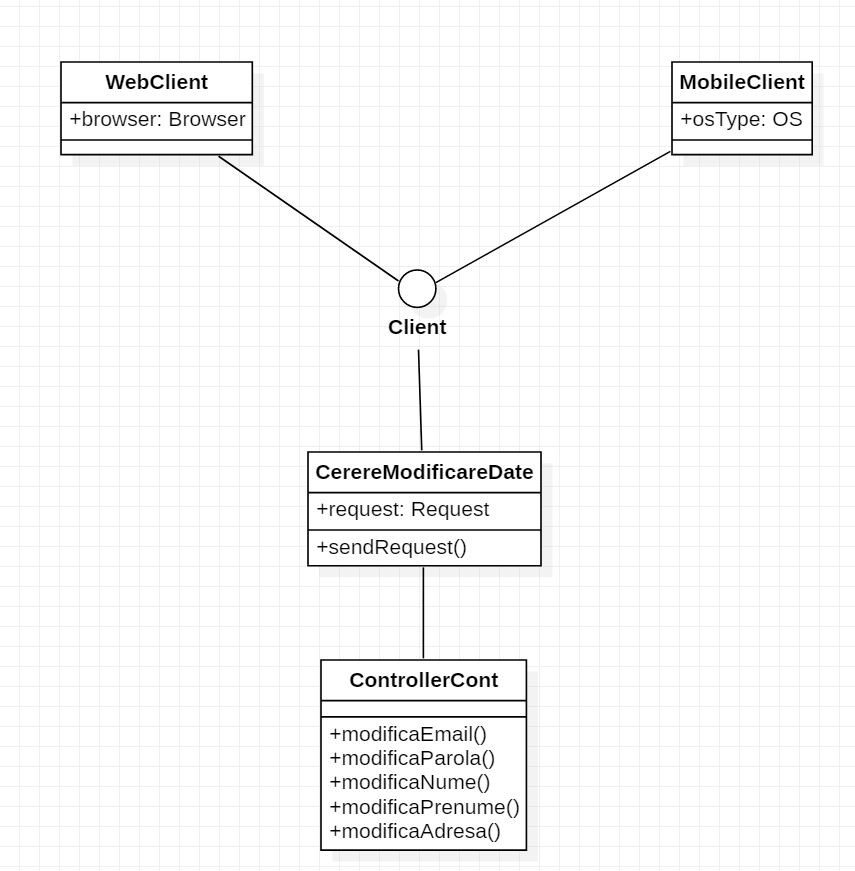 WebClient
+browser: Browser
MobileClient
+osType: OS
Client
CerereModificareDate
+request: Request
+sendRequest()
ControllerCont
+modificaEmail()
+modificaParola()
+modificaNume()
+modificaPrenume()
+modificaAdresa()